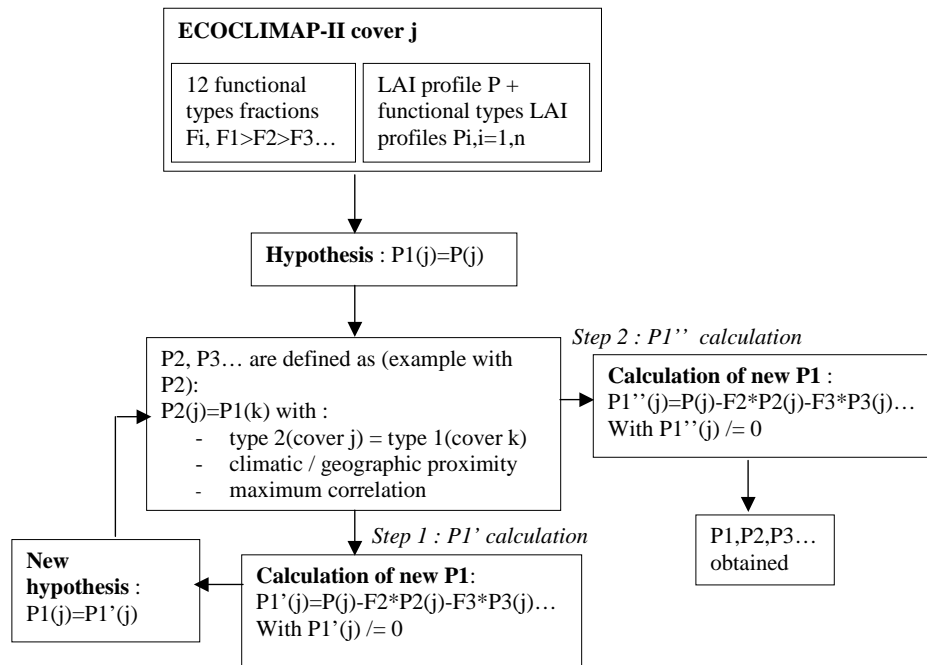 ECOCLIMAP-II cover j
12 functional
types fractions
Fi, F1>F2>F3…
LAI profile P +
functional types LAI
profiles Pi,i=1,n
Hypothesis : P1(j)=P(j)
P2, P3… are defined as (example with
P2):
P2(j)=P1(k) with :
- type 2(cover j) = type 1(cover k)
- climatic / geographic proximity
- maximum correlation
Step 2 : P1’’ calculation
Calculation of new P1 :
P1’’(j)=P(j)-F2*P2(j)-F3*P3(j)…
With P1’’(j) /= 0
P1,P2,P3…
obtained
Step 1 : P1’ calculation
Calculation of new P1:
P1’(j)=P(j)-F2*P2(j)-F3*P3(j)…
With P1’(j) /= 0
New
hypothesis :
P1(j)=P1’(j)